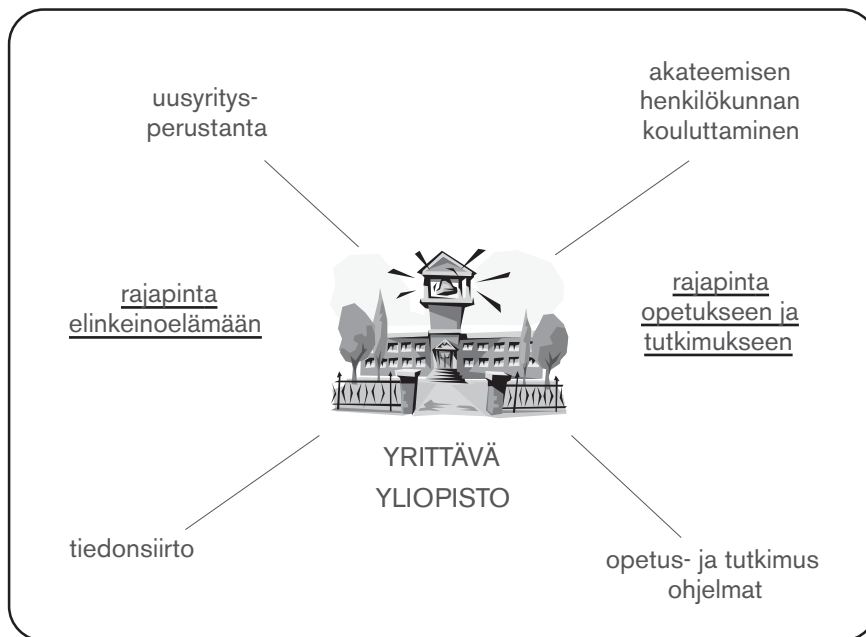 uusyritys-
perustanta
akateemisen
henkilökunnan
kouluttaminen
rajapinta
elinkeinoelämään
rajapinta
opetukseen ja
tutkimukseen
YRITTÄVÄ
YLIOPISTO
tiedonsiirto
opetus- ja tutkimus
ohjelmat